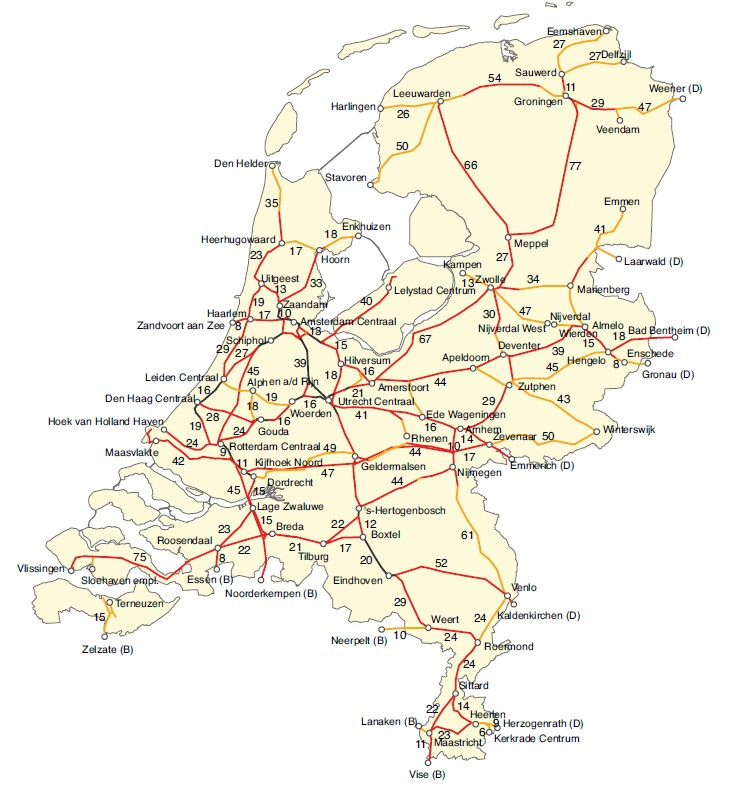 Eemshaven
27
27
Delfzijl
Sauwerd
11
54
Leeuwarden
Groningen
29
47
Weener (D)
Harlingen
26
Veendam
50
66
77
Den Helder
Stavoren
35
Emmen
Enkhuizen
18
41
Heerhugowaard
17
Hoorn
Meppel
23
27
Laarwald (D)
Kampen
Uitgeest
13
33
13
Zwolle
34
Marienberg
40
Lelystad Centrum
19
Zaandam
Haarlem
17
10
Amsterdam Centraal
30
47
Nijverdal
Zandvoort aan Zee
8
13
67
Nijverdal West
Almelo
Wierden
18
Bad Bentheim (D)
Schiphol
15
Deventer
15
29
27
39
Hilversum
39
Hengelo
Enschede
Apeldoorn
45
8
Gronau (D)
Leiden Centraal
45
18
16
44
Alphen a/d Rijn
Amersfoort
Zutphen
16
19
21
43
Den Haag Centraal
16
Utrecht Centraal
29
18
Woerden
28
41
Ede Wageningen
Hoek van Holland Haven
19
24
16
Gouda
16
Arnhem
Winterswijk
Rhenen
14
Zevenaar
50
24
Rotterdam Centraal
49
10
Maasvlakte
9
44
17
42
11
Kijfhoek Noord
Geldermalsen
Emmerich (D)
47
Nijmegen
Dordrecht
44
45
15
Lage Zwaluwe
's-Hertogenbosch
15
22
12
23
Breda
Boxtel
61
Roosendaal
22
21
17
Tilburg
75
8
20
52
Vlissingen
Sloehaven empl.
Essen (B)
Eindhoven
Noorderkempen (B)
Venlo
Terneuzen
29
Kaldenkirchen (D)
15
24
Weert
Zelzate (B)
Neerpelt (B)
10
24
Roermond
24
Sittard
22
14
Heerlen
Lanaken (B)
9
Herzogenrath (D)
23
6
Kerkrade Centrum
11
Maastricht
Vise (B)